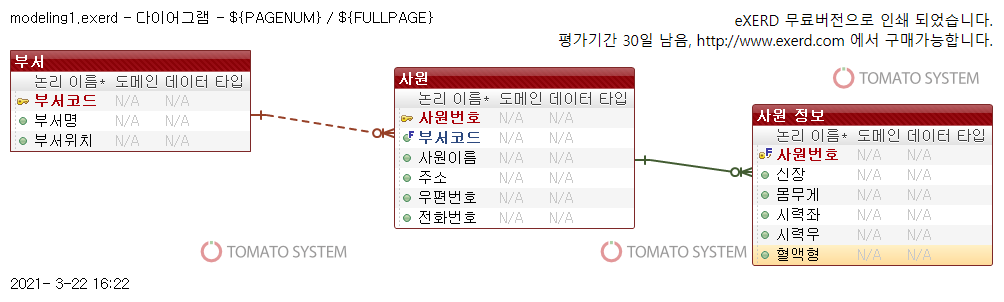 modeling1.exerd - 다이어그램 - ${PAGENUM} / ${FULLPAGE}
eXERD 무료버전으로 인쇄 되었습니다.
평가기간 30일 남음, http://www.exerd.com 에서 구매가능합니다.
부서
논리 이름* 도메인 데이터 타입
부서코드 N/A N/A
부서명 N/A N/A
부서위치 N/A N/A
사원
논리 이름* 도메인 데이터 타입
사원번호 N/A N/A
F 부서코드 N/A N/A
사원이름 N/A N/A
주소 N/A N/A
우편번호 N/A N/A
전화번호 N/A N/A
TOMATO SYSTEM
사원 정보
논리 이름* 도메인 데이터 타입
F 사원번호 N/A N/A
신장 N/A N/A
몸무게 N/A N/A
시력좌 N/A N/A
시력우 N/A N/A
혈액형 N/A N/A
TOMATO SYSTEM
TOMATO SYSTEM
2021- 3-22 16:22